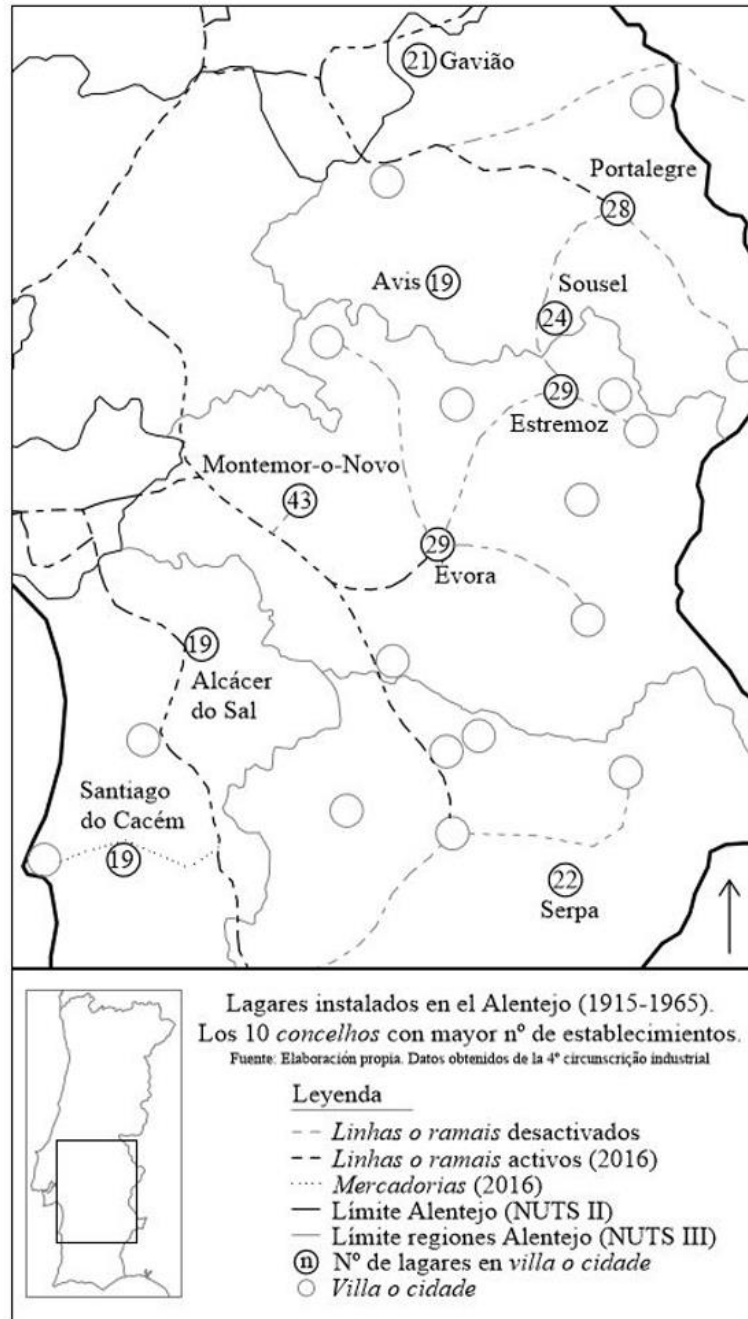 21 Gavião
Portalegre
28
Avis 19
Sousel
24
29
Estremoz
Montemor-o-Novo
43
29
Évora
19
Alcácer
do Sal
Santiago
do Cacém
19
22
Serpa
Lagares instalados en el Alentejo (1915-1965).
Los 10 concelhos con mayor nº de establecimientos.
Fuente: Elaboración propia. Datos obtenidos de la 4ª circunscrição industrial
Leyenda
Linhas o ramais desactivados
Linhas o ramais activos (2016)
Mercadorias (2016)
Límite Alentejo (NUTS II)
Límite regiones Alentejo (NUTS III)
n Nº de lagares en villa o cidade
Villa o cidade